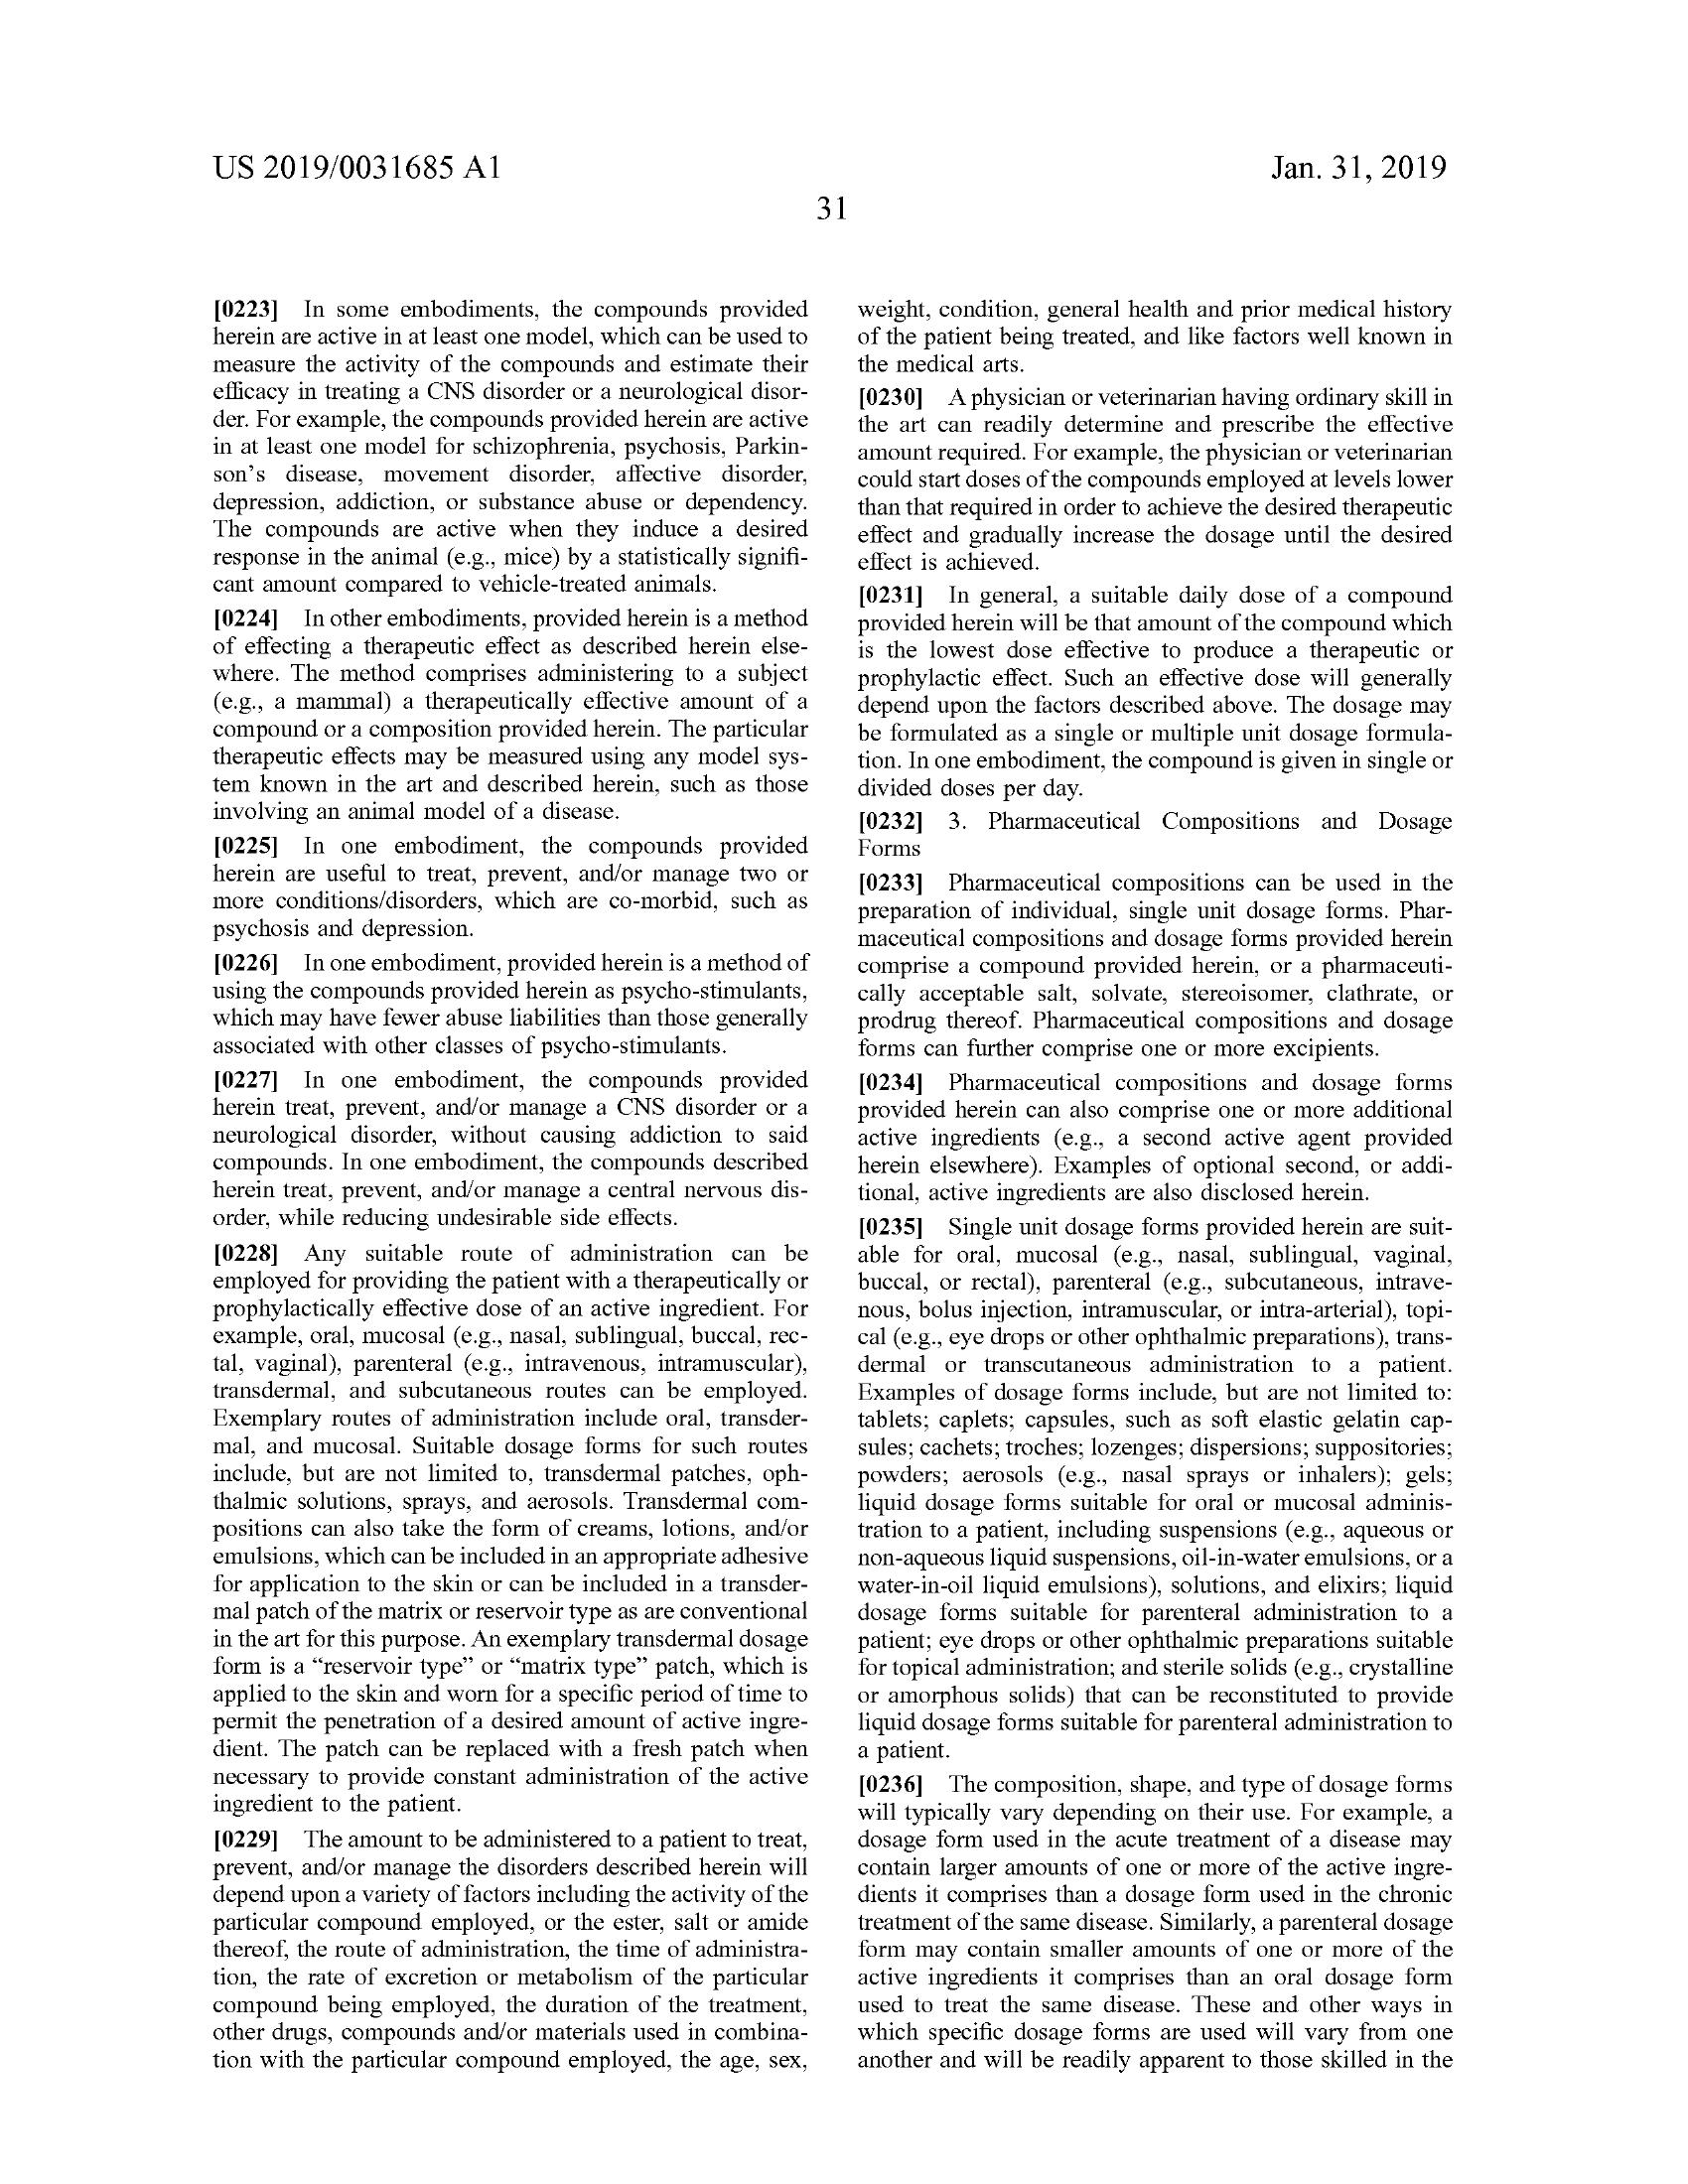 US 2019/0031685 A1
Jan. 31, 2019
31
[0223] In some embodiments, the compounds provided
herein are active in at least one model, which can be used to
measure the activity of the compounds and estimate their
efficacy in treating a CNS disorder or a neurological disor-
der. For example, the compounds provided herein are active
in at least one model for schizophrenia, psychosis, Parkin-
son's disease, movement disorder, affective disorder,
depression, addiction, or substance abuse or dependency.
The compounds are active when they induce a desired
response in the animal (e.g., mice) by a statistically signifi-
cant amount compared to vehicle-treated animals.
[0224] In other embodiments, provided herein is a method
of effecting a therapeutic effect as described herein else-
where. The method comprises administering to a subject
(e.g., a mammal) a therapeutically effective amount of a
compound or a composition provided herein. The particular
therapeutic effects may be measured using any model sys-
tem known in the art and described herein, such as those
involving an animal model of a disease.
[0225] In one embodiment, the compounds provided
herein are useful to treat, prevent, and/or manage two or
more conditions/disorders, which are co-morbid, such as
psychosis and depression.
[0226] In one embodiment, provided herein is a method of
using the compounds provided herein as psycho-stimulants,
which may have fewer abuse liabilities than those generally
associated with other classes of psycho-stimulants.
[0227] In one embodiment, the compounds provided
herein treat, prevent, and/or manage a CNS disorder or a
neurological disorder, without causing addiction to said
compounds. In one embodiment, the compounds described
herein treat, prevent, and/or manage a central nervous dis-
order, while reducing undesirable side effects.
[0228] Any suitable route of administration can be
employed for providing the patient with a therapeutically or
prophylactically effective dose of an active ingredient. For
example, oral, mucosal (e.g., nasal, sublingual, buccal, rec-
tal, vaginal), parenteral (e.g., intravenous, intramuscular),
transdermal, and subcutaneous routes can be employed.
Exemplary routes of administration include oral, transder-
mal, and mucosal. Suitable dosage forms for such routes
include, but are not limited to, transdermal patches, oph-
thalmic solutions, sprays, and aerosols. Transdermal com-
positions can also take the form of creams, lotions, and/or
emulsions, which can be included in an appropriate adhesive
for application to the skin or can be included in a transder-
mal patch of the matrix or reservoir type as are conventional
in the art for this purpose. An exemplary transdermal dosage
form is a “reservoir type” or “matrix type” patch, which is
applied to the skin and worn for a specific period of time to
permit the penetration of a desired amount of active ingre-
dient. The patch can be replaced with a fresh patch when
necessary to provide constant administration of the active
ingredient to the patient.
[0229] The amount to be administered to a patient to treat,
prevent, and/or manage the disorders described herein will
depend upon a variety of factors including the activity of the
particular compound employed, or the ester, salt or amide
thereof, the route of administration, the time of administra-
tion, the rate of excretion or metabolism of the particular
compound being employed, the duration of the treatment,
other drugs, compounds and/or materials used in combina-
tion with the particular compound employed, the age, sex,
weight, condition, general health and prior medical history
of the patient being treated, and like factors well known in
the medical arts.
[0230] A physician or veterinarian having ordinary skill in
the art can readily determine and prescribe the effective
amount required. For example, the physician or veterinarian
could start doses of the compounds employed at levels lower
than that required in order to achieve the desired therapeutic
effect and gradually increase the dosage until the desired
effect is achieved.
[0231] In general, a suitable daily dose of a compound
provided herein will be that amount of the compound which
is the lowest dose effective to produce a therapeutic or
prophylactic effect. Such an effective dose will generally
depend upon the factors described above. The dosage may
be formulated as a single or multiple unit dosage formula-
tion. In one embodiment, the compound is given in single or
divided doses per day.
[0232] 3. Pharmaceutical Compositions and Dosage
Forms
[0233] Pharmaceutical compositions can be used in the
preparation of individual, single unit dosage forms. Phar-
maceutical compositions and dosage forms provided herein
comprise a compound provided herein, or a pharmaceuti-
cally acceptable salt, solvate, stereoisomer, clathrate, or
prodrug thereof. Pharmaceutical compositions and dosage
forms can further comprise one or more excipients.
[0234] Pharmaceutical compositions and dosage forms
provided herein can also comprise one or more additional
active ingredients (e.g., a second active agent provided
herein elsewhere). Examples of optional second, or addi-
tional, active ingredients are also disclosed herein.
[0235] Single unit dosage forms provided herein are suit-
able for oral, mucosal (e.g., nasal, sublingual, vaginal,
buccal, or rectal), parenteral (e.g., subcutaneous, intrave-
nous, bolus injection, intramuscular, or intra-arterial), topi-
cal (e.g., eye drops or other ophthalmic preparations), trans-
dermal or transcutaneous administration to a patient.
Examples of dosage forms include, but are not limited to:
tablets; caplets; capsules, such as soft elastic gelatin cap-
sules; cachets; troches; lozenges; dispersions; suppositories;
powders; aerosols (e.g., nasal sprays or inhalers); gels;
liquid dosage forms suitable for oral or mucosal adminis-
tration to a patient, including suspensions (e.g., aqueous or
non-aqueous liquid suspensions, oil-in-water emulsions, or a
water-in-oil liquid emulsions), solutions, and elixirs; liquid
dosage forms suitable for parenteral administration to a
patient; eye drops or other ophthalmic preparations suitable
for topical administration; and sterile solids (e.g., crystalline
or amorphous solids) that can be reconstituted to provide
liquid dosage forms suitable for parenteral administration to
a patient.
[0236] The composition, shape, and type of dosage forms
will typically vary depending on their use. For example, a
dosage form used in the acute treatment of a disease may
contain larger amounts of one or more of the active ingre-
dients it comprises than a dosage form used in the chronic
treatment of the same disease. Similarly, a parenteral dosage
form may contain smaller amounts of one or more of the
active ingredients it comprises than an oral dosage form
used to treat the same disease. These and other ways in
which specific dosage forms are used will vary from one
another and will be readily apparent to those skilled in the